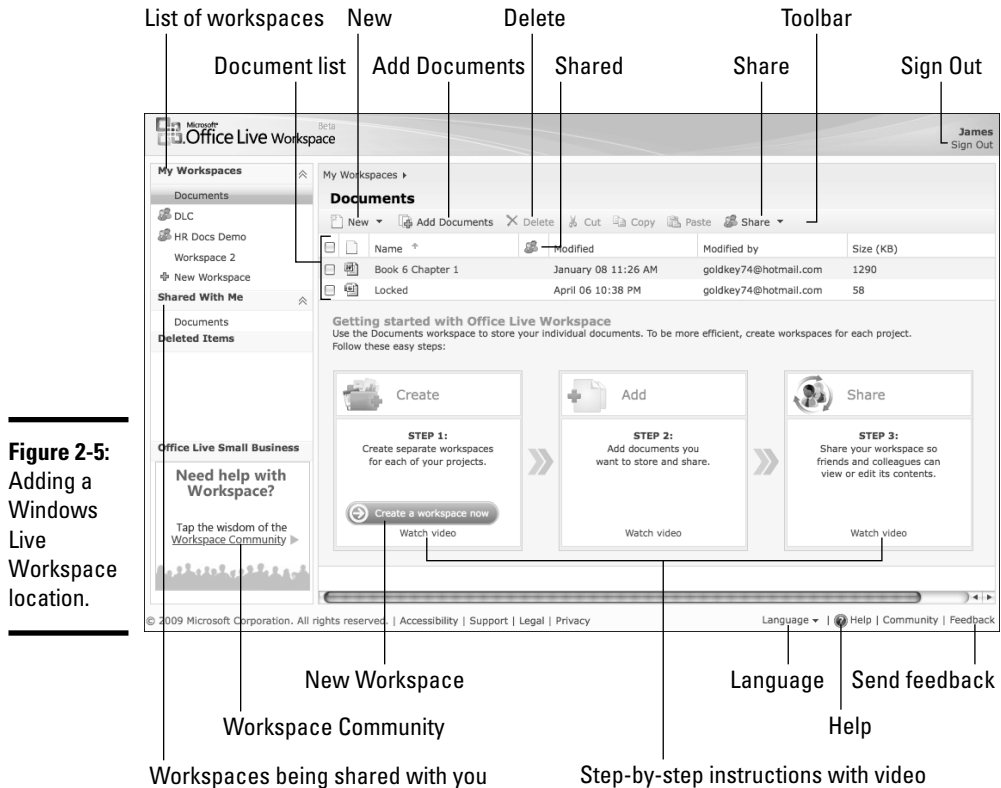 List of workspaces New Delete Toolbar
Document list Add Documents Shared Share Sign Out
Microsoft®
Office Live Workspace Beta
James
Sign Out
My Workspaces
Documents
DLC
HR Docs Demo
Workspace 2
New Workspace
Shared With Me
Documents
Deleted Items
Office Live Small Business
Need help with
Workspace?
Tap the wisdom of the
Workspace Community
My Workspaces
Documents
New Add Documents Delete Cut Copy Paste Share
Name Modified Modified by Size (KB)
Book 6 Chapter 1 January 08 11:26 AM goldkey74@hotmail.com 1290
Locked April 06 10:38 PM goldkey74@hotmail.com 58
Getting started with Office Live Workspace
Use the Documents workspace to store your individual documents. To be more efficient, create workspaces for each project.
Follow these easy steps:
Create
STEP 1:
Create separate workspaces
for each of your projects.
Create a workspace now
Watch video
Add
STEP 2:
Add documents you
want to store and share.
Watch video
Share
STEP 3:
Share your workspace so
friends and colleagues can
view or edit its contents.
Watch video
© 2009 Microsoft Corporation. All rights reserved. | Accessibility | Support | Legal | Privacy
Language | Help | Community | Feedback
Figure 2-5:
Adding a
Windows
Live
Workspace
location.
New Workspace Language Send feedback
Workspace Community Help
Workspaces being shared with you Step-by-step instructions with video